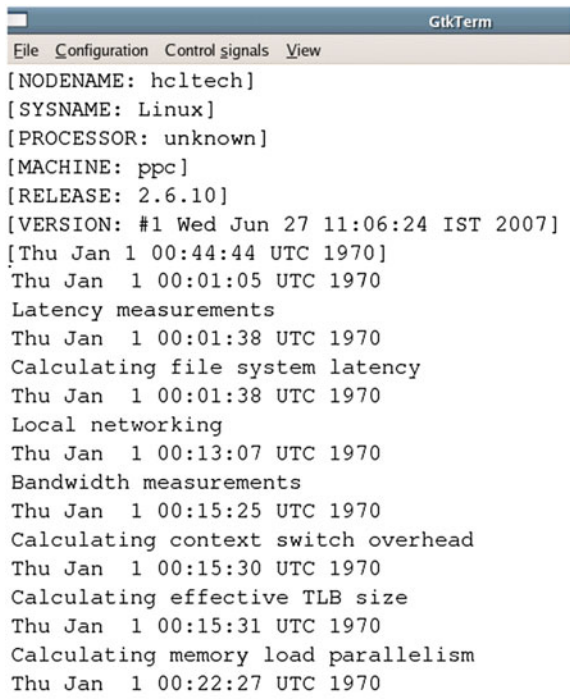 GtkTerm
File Configuration Control signals View
[NODENAME: hcltech]
[SYSNAME: Linux]
[PROCESSOR: unknown]
[MACHINE: ppc]
[RELEASE: 2.6.10]
[VERSION: #1 Wed Jun 27 11:06:24 IST 2007]
[Thu Jan 1 00:44:44 UTC 1970]
Thu Jan  1 00:01:05 UTC 1970
Latency measurements
Thu Jan  1 00:01:38 UTC 1970
Calculating file system latency
Thu Jan  1 00:01:38 UTC 1970
Local networking
Thu Jan  1 00:13:07 UTC 1970
Bandwidth measurements
Thu Jan  1 00:15:25 UTC 1970
Calculating context switch overhead
Thu Jan  1 00:15:30 UTC 1970
Calculating effective TLB size
Thu Jan  1 00:15:31 UTC 1970
Calculating memory load parallelism
Thu Jan  1 00:22:27 UTC 1970